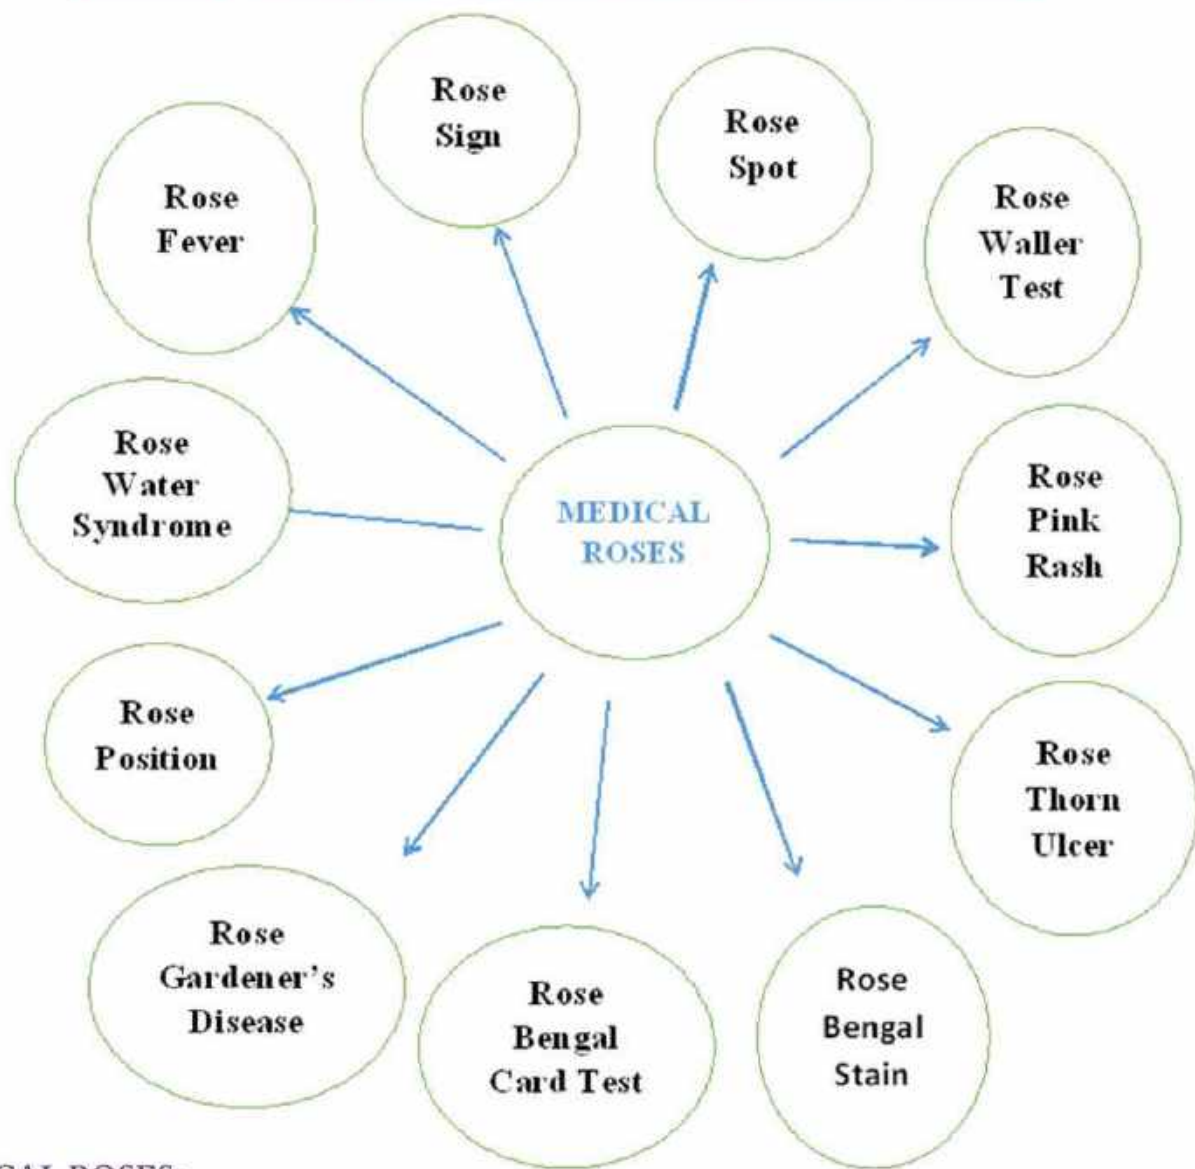 Rose
Sign
Rose
Spot
Rose
Fever
Rose
Waller
Test
Rose
Water
Syndrome
MEDICAL
ROSES
Rose
Pink
Rash
Rose
Position
Rose
Thorn
Ulcer
Rose
Gardener's
Disease
Rose
Bengal
Card Test
Rose
Bengal
Stain